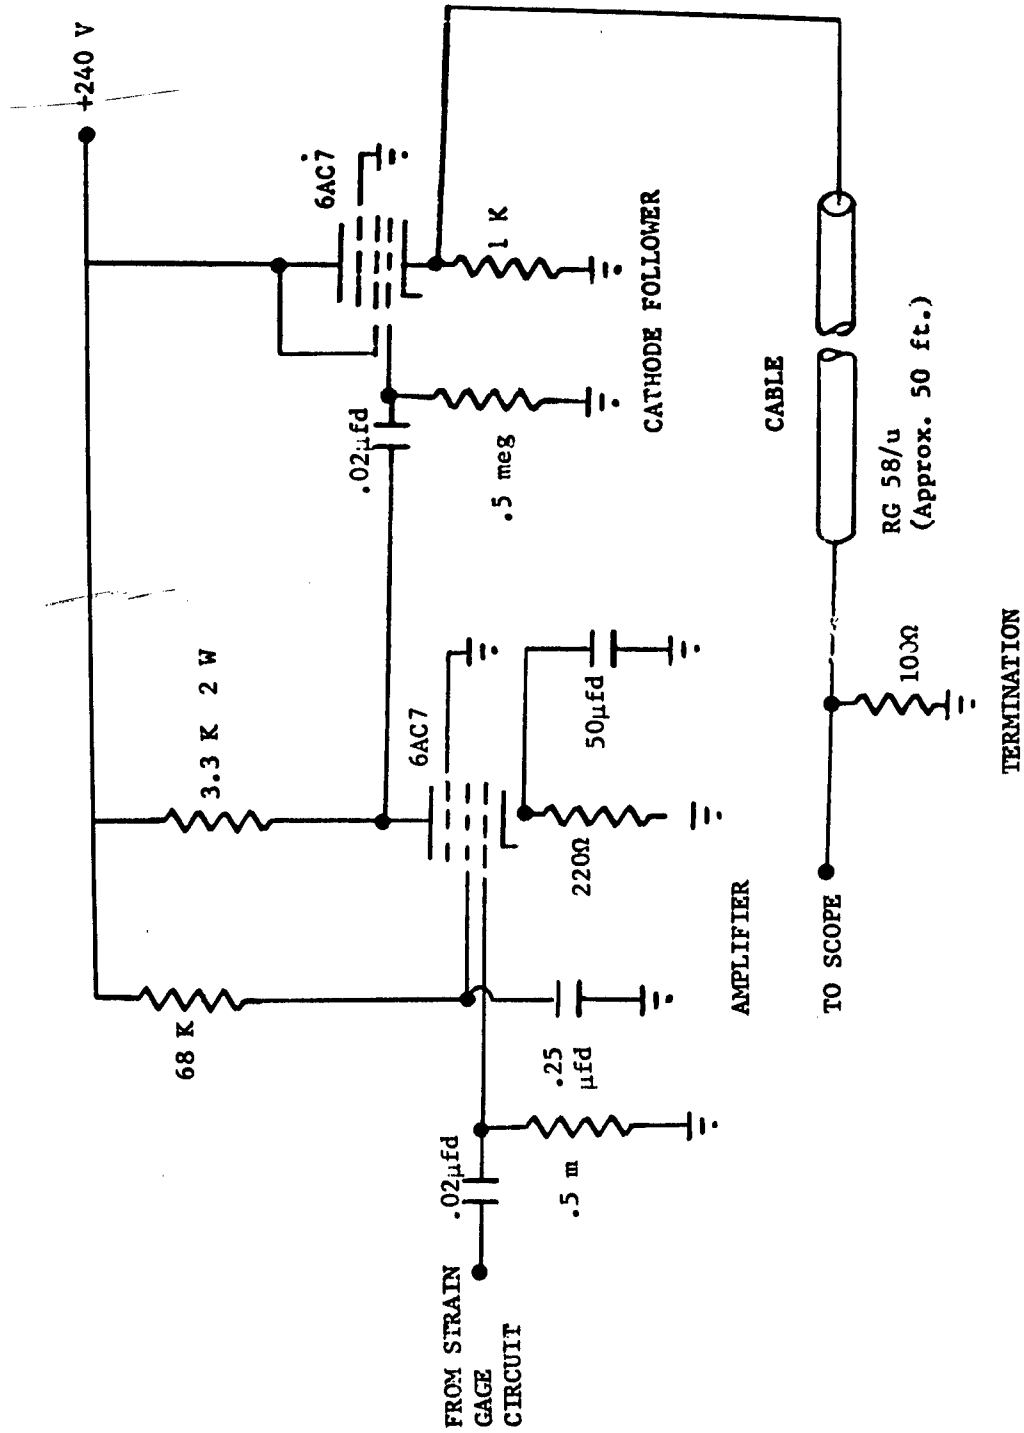 +240 V
6AC7
1 K
CATHODE FOLLOWER
.02µfd
.5 meg
3.3 K 2 W
6AC7
50µfd
220Ω
68 K
.25
µfd
AMPLIFIER
.02µfd
.5 m
FROM STRAIN
GAGE
CIRCUIT
CABLE
RG 58/u
(Approx. 50 ft.)
100Ω
TERMINATION
TO SCOPE